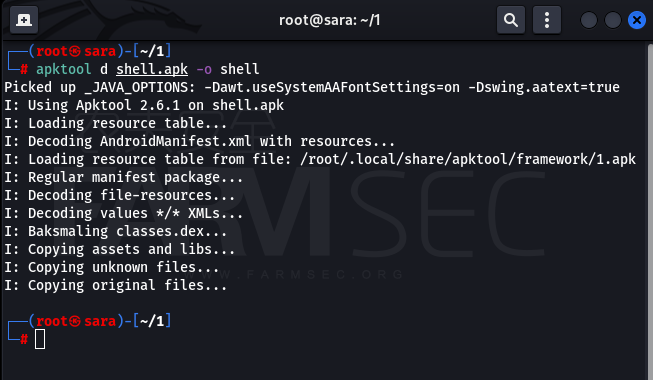 root@sara: ~/1
┌──(root㉿sara)-[~/1]
└─# apktool d shell.apk -o shell
Picked up _JAVA_OPTIONS: -Dawt.useSystemAAFontSettings=on -Dswing.aatext=true
I: Using Apktool 2.6.1 on shell.apk
I: Loading resource table...
I: Decoding AndroidManifest.xml with resources...
I: Loading resource table from file: /root/.local/share/apktool/framework/1.apk
I: Regular manifest package...
I: Decoding file-resources...
I: Decoding values */* XMLs...
I: Baksmaling classes.dex...
I: Copying assets and libs...
I: Copying unknown files...
I: Copying original files...
┌──(root㉿sara)-[~/1]
└─#
FARMSEC
WWW.FARMSEC.ORG